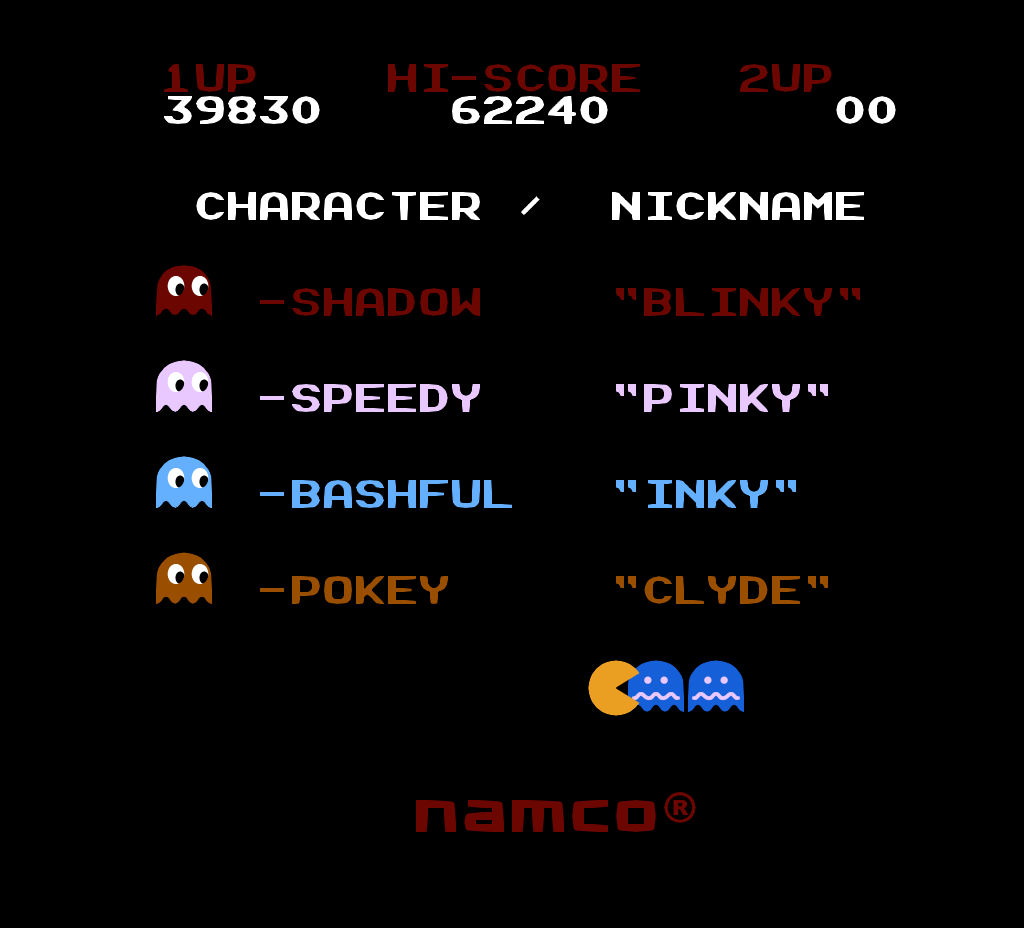 1UP HI-SCORE 2UP
39830 62240 00
CHARACTER / NICKNAME
-SHADOW "BLINKY"
-SPEEDY "PINKY"
-BASHFUL "INKY"
-POKEY "CLYDE"
namco®